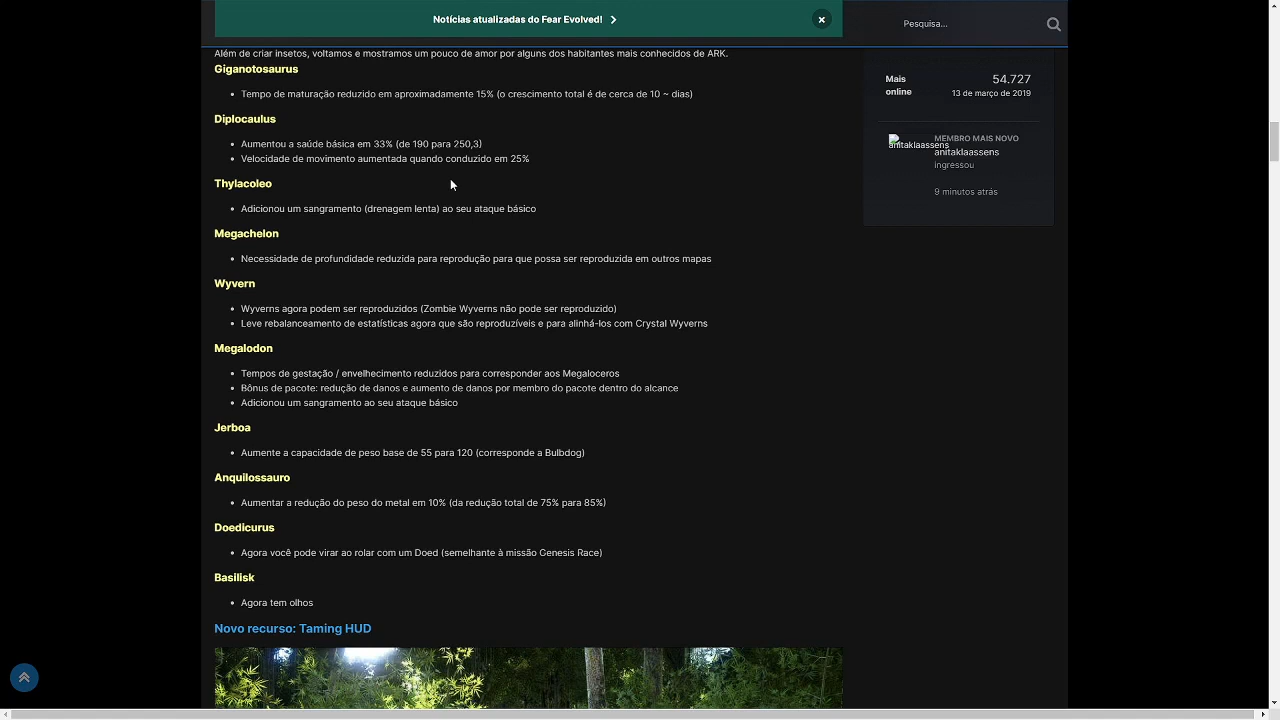 Notícias atualizadas do Fear Evolved!
Pesquisa...
Além de criar insetos, voltamos e mostramos um pouco de amor por alguns dos habitantes mais conhecidos de ARK.
Giganotosaurus
Tempo de maturação reduzido em aproximadamente 15% (o crescimento total é de cerca de 10 ~ dias)
Diplocaulus
Aumentou a saúde básica em 33% (de 190 para 250,3)
Velocidade de movimento aumentada quando conduzido em 25%
Thylacoleo
Adicionou um sangramento (drenagem lenta) ao seu ataque básico
Megachelon
Necessidade de profundidade reduzida para reprodução para que possa ser reproduzida em outros mapas
Wyvern
Wyverns agora podem ser reproduzidos (Zombie Wyverns não pode ser reproduzido)
Leve rebalanceamento de estatísticas agora que são reproduzíveis e para alinhá-los com Crystal Wyverns
Megalodon
Tempos de gestação / envelhecimento reduzidos para corresponder aos Megaloceros
Bônus de pacote: redução de danos e aumento de danos por membro do pacote dentro do alcance
Adicionou um sangramento ao seu ataque básico
Jerboa
Aumente a capacidade de peso base de 55 para 120 (corresponde a Bulbdog)
Anquilossauro
Aumentar a redução do peso do metal em 10% (da redução total de 75% para 85%)
Doedicurus
Agora você pode virar ao rolar com um Doed (semelhante à missão Genesis Race)
Basilisk
Agora tem olhos
Novo recurso: Taming HUD
Mais online
54.727
13 de março de 2019
anitaklaassens
MEMBRO MAIS NOVO
anitaklaassens
ingressou
9 minutos atrás